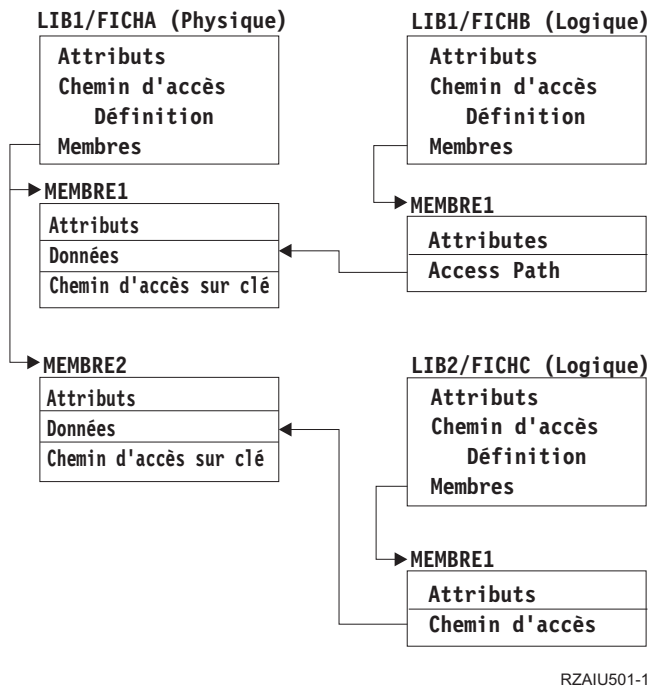 LIB1/FICHA (Physique)
Attributs
Chemin d'accès
Définition
Membres
MEMBRE1
Attributs
Données
Chemin d'accès sur clé
MEMBRE2
Attributs
Données
Chemin d'accès sur clé
LIB1/FICHB (Logique)
Attributs
Chemin d'accès
Définition
Membres
MEMBRE1
Attributes
Access Path
LIB2/FICHC (Logique)
Attributs
Chemin d'accès
Définition
Membres
MEMBRE1
Attributs
Chemin d'accès
RZAIU501-1